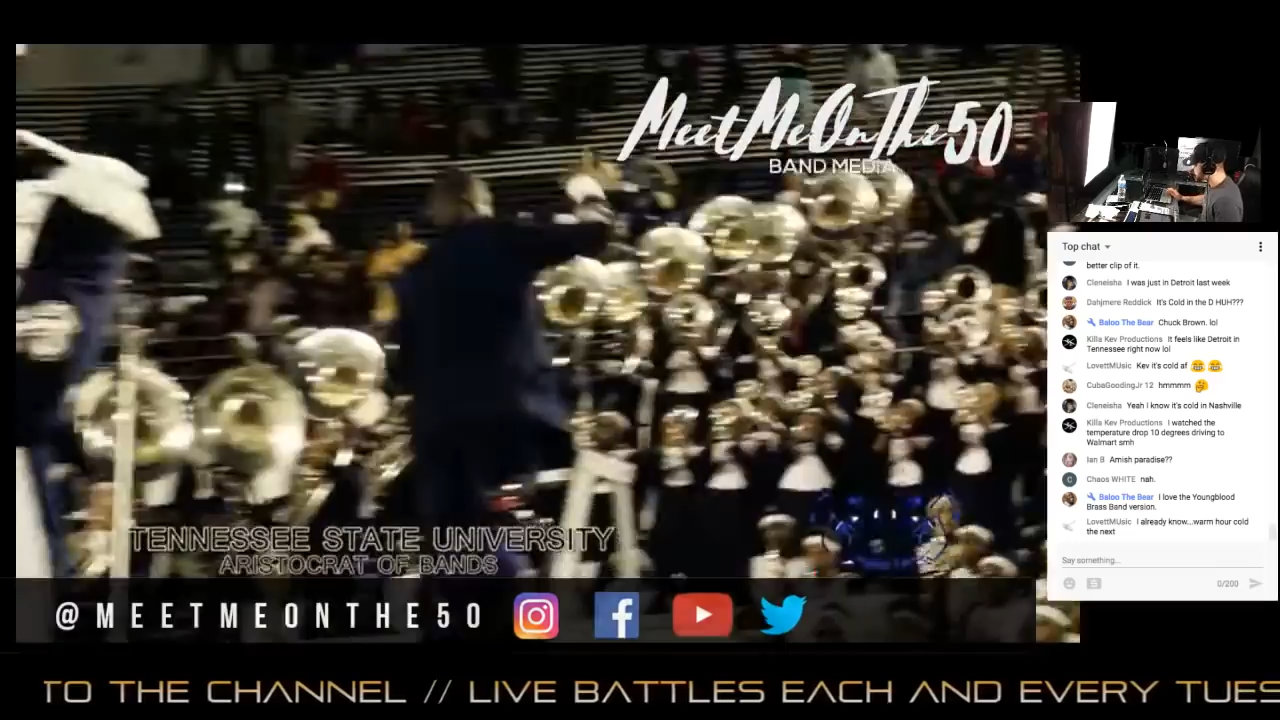 MeetMeOnThe50
BAND MEDIA
TENNESSEE STATE UNIVERSITY
ARISTOCRAT OF BANDS
@MEETMEONTHE50
TO THE CHANNEL // LIVE BATTLES EACH AND EVERY TUES
Top chat
better clip of it.
Cleneisha I was just in Detroit last week
Dahjmere Reddick It's Cold in the D HUH???
Baloo The Bear Chuck Brown. lol
Killa Kev Productions It feels like Detroit in
Tennessee right now lol
LovettMUsic Kev it's cold af 😂 😂
CubaGoodingJr 12 hmmmm 🤔
Cleneisha Yeah I know it's cold in Nashville
Killa Kev Productions I watched the
temperature drop 10 degrees driving to
Walmart smh
Ian B Amish paradise??
C Chaos WHITE nah.
Baloo The Bear I love the Youngblood
Brass Band version.
LovettMUsic I already know...warm hour cold
the next
Say something...
0/200